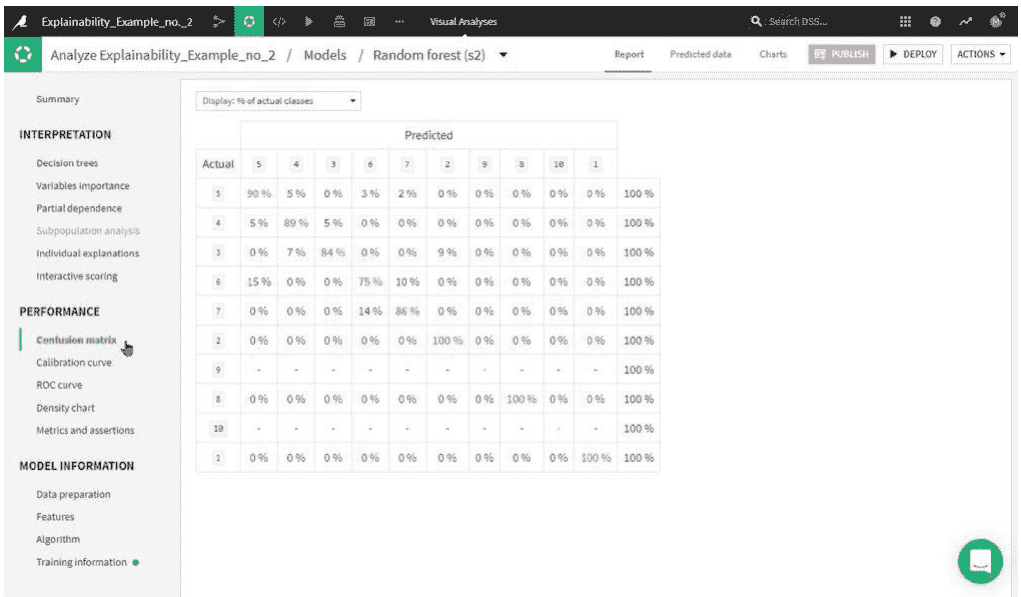 Explainability_Example_no._2 </> ... Visual Analyses Search DSS...
Analyze Explainability_Example_no_2 / Models / Random forest (s2) Report Predicted data Charts PUBLISH DEPLOY ACTIONS
Summary
INTERPRETATION
Decision trees
Variables importance
Partial dependence
Subpopulation analysis
Individual explanations
Interactive scoring
PERFORMANCE
Confusion matrix
Calibration curve
ROC curve
Density chart
Metrics and assertions
MODEL INFORMATION
Data preparation
Features
Algorithm
Training information
Display: % of actual classes
Predicted
Actual 5 4 3 6 7 2 9 8 10 1
5 90 % 5 % 0 % 3 % 2 % 0 % 0 % 0 % 0 % 0 % 100 %
4 5 % 89 % 5 % 0 % 0 % 0 % 0 % 0 % 0 % 0 % 100 %
3 0 % 7 % 84 % 0 % 0 % 9 % 0 % 0 % 0 % 0 % 100 %
6 15 % 0 % 0 % 75 % 10 % 0 % 0 % 0 % 0 % 0 % 100 %
7 0 % 0 % 0 % 14 % 86 % 0 % 0 % 0 % 0 % 0 % 100 %
2 0 % 0 % 0 % 0 % 0 % 100 % 0 % 0 % 0 % 0 % 100 %
9 - - - - - - - - - - 100 %
8 0 % 0 % 0 % 0 % 0 % 0 % 0 % 100 % 0 % 0 % 100 %
10 - - - - - - - - - - 100 %
1 0 % 0 % 0 % 0 % 0 % 0 % 0 % 0 % 0 % 100 % 100 %